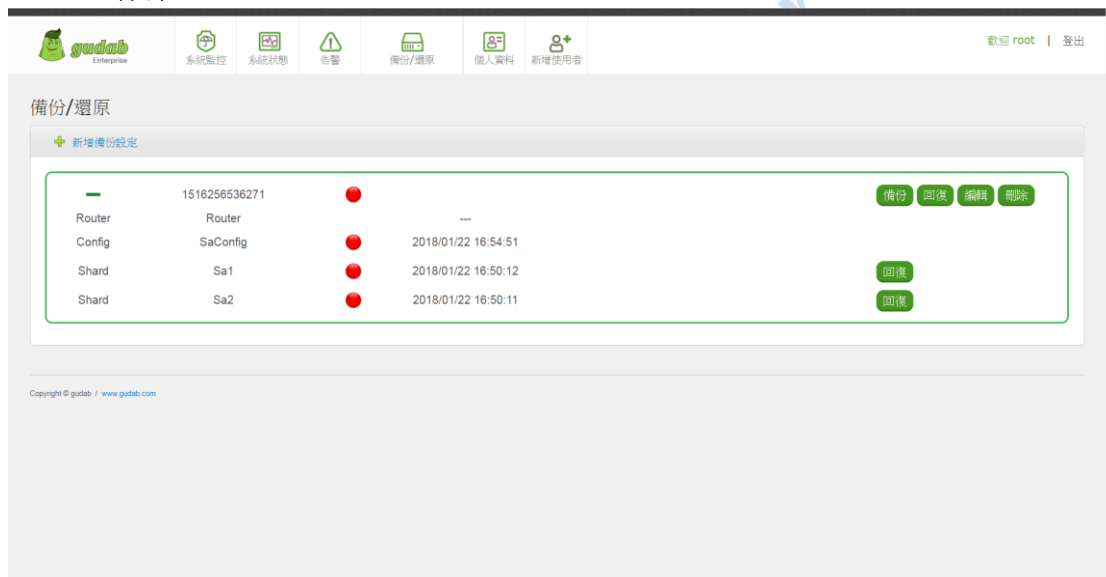 gudab
Enterprise
系統監控 系統狀態 告警 備份/還原 個人資料 新增使用者
歡迎 root | 登出
備份/還原
新增備份設定
1516256536271 備份 回復 編輯 刪除
Router Router ---
Config SaConfig 2018/01/22 16:54:51
Shard Sa1 2018/01/22 16:50:12 回復
Shard Sa2 2018/01/22 16:50:11 回復
Copyright © gudab / www.gudab.com